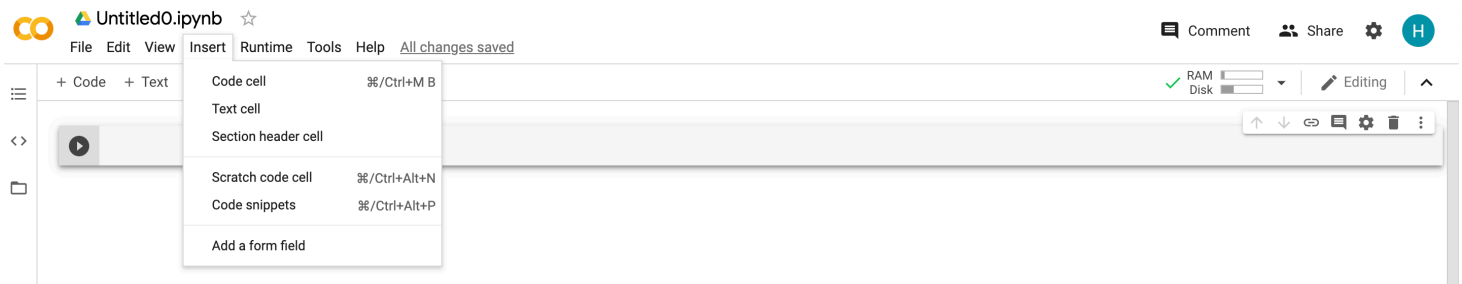 Untitled0.ipynb
Comment Share H
File Edit View Insert Runtime Tools Help All changes saved
+ Code + Text
RAM
Disk
Editing
Code cell ⌘/Ctrl+M B
Text cell
Section header cell
Scratch code cell ⌘/Ctrl+Alt+N
Code snippets ⌘/Ctrl+Alt+P
Add a form field